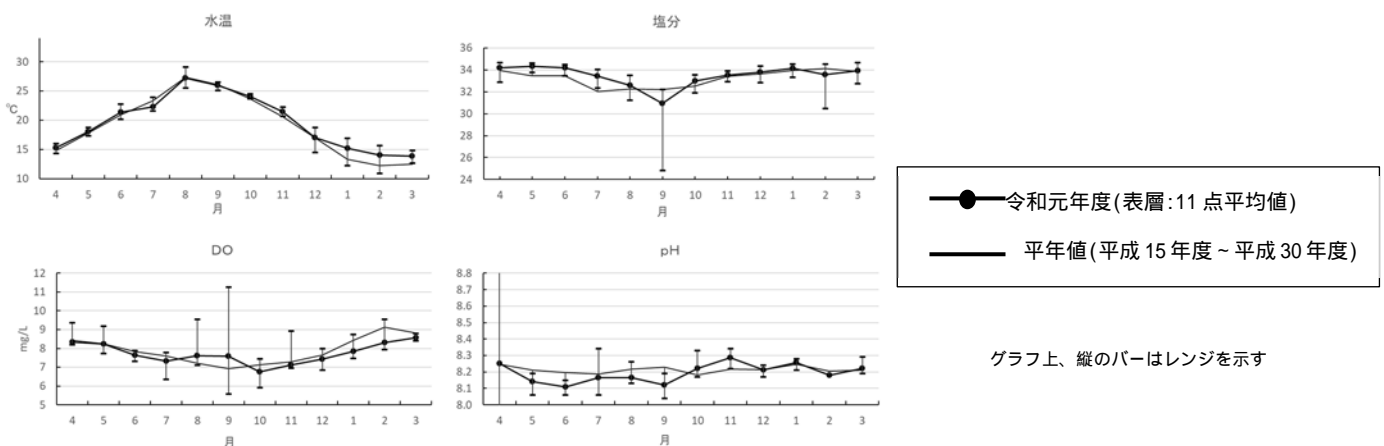 水温
30
25
℃
20
15
10
4 5 6 7 8 9 10 11 12 1 2 3
月
塩分
36
34
32
30
28
26
24
4 5 6 7 8 9 10 11 12 1 2 3
月
DO
12
11
10
9
mg/L
8
7
6
5
4 5 6 7 8 9 10 11 12 1 2 3
月
pH
8.8
8.7
8.6
8.5
8.4
8.3
8.2
8.1
8.0
4 5 6 7 8 9 10 11 12 1 2 3
月
令和元年度(表層:11 点平均値)
平年値(平成 15 年度 ~ 平成 30 年度)
グラフ上、縦のバーはレンジを示す